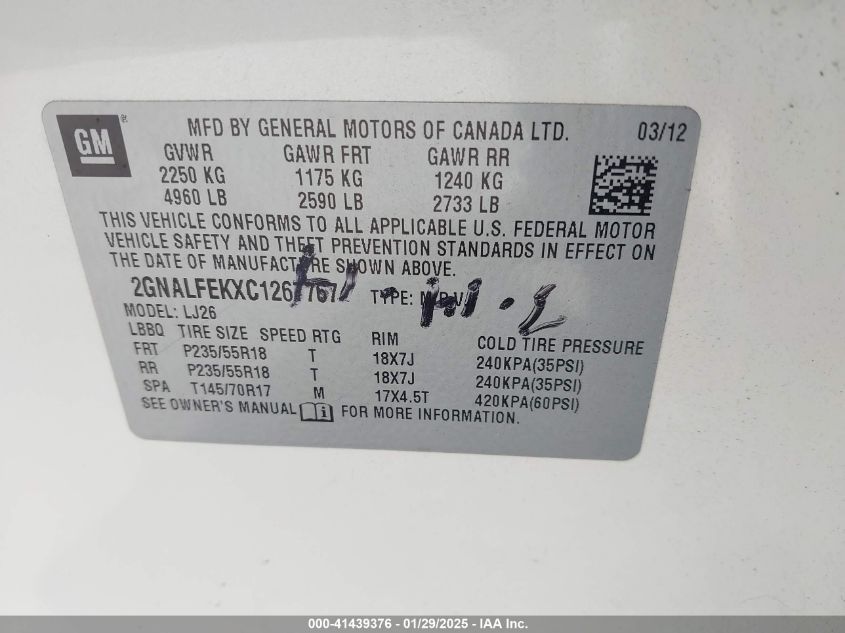 GM
MFD BY GENERAL MOTORS OF CANADA LTD. 03/12
GVWR GAWR FRT GAWR RR
2250 KG 1175 KG 1240 KG
4960 LB 2590 LB 2733 LB
THIS VEHICLE CONFORMS TO ALL APPLICABLE U.S. FEDERAL MOTOR
VEHICLE SAFETY AND THEFT PREVENTION STANDARDS IN EFFECT ON
THE DATE OF MANUFACTURE SHOWN ABOVE.
TYPE:
MODEL: LJ26
LBBQ TIRE SIZE SPEED RTG RIM COLD TIRE PRESSURE
FRT P235/55R18 T 18X7J 240KPA(35PSI)
RR P235/55R18 T 18X7J 240KPA(35PSI)
SPA T145/70R17 M 17X4.5T 420KPA(60PSI)
SEE OWNER'S MANUAL FOR MORE INFORMATION.
000-41439376 - 01/29/2025 - IAA Inc.